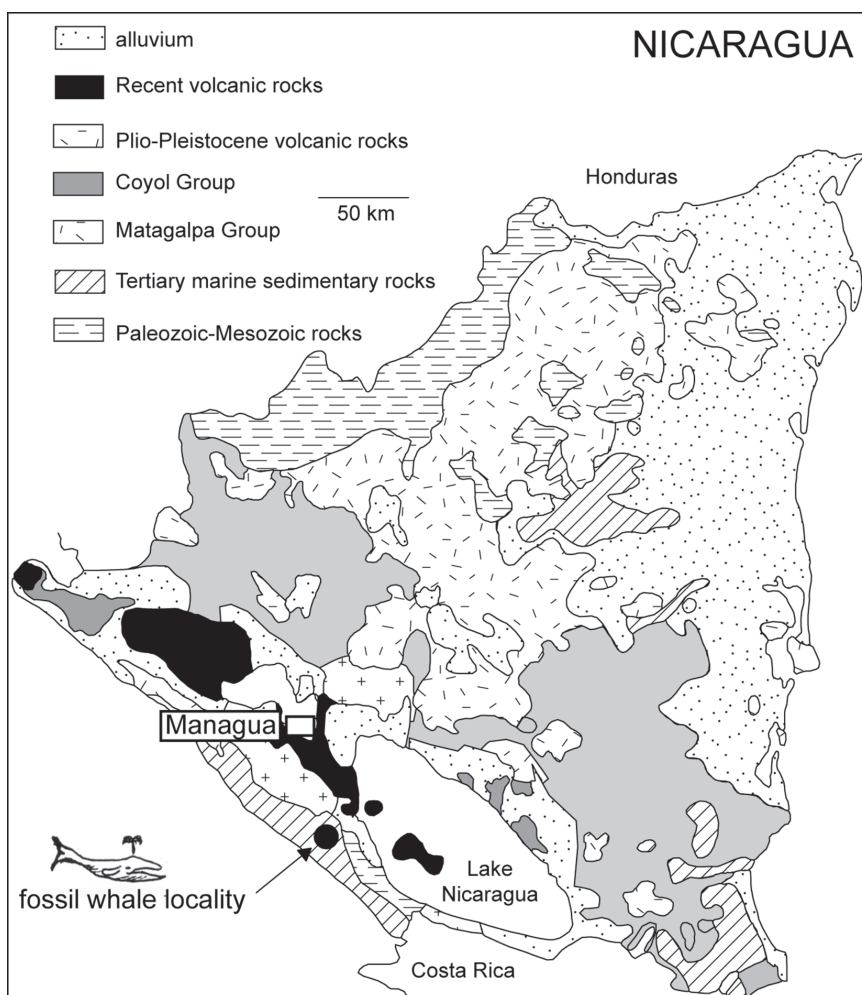 NICARAGUA
alluvium
Recent volcanic rocks
Plio-Pleistocene volcanic rocks
Coyol Group
Matagalpa Group
Tertiary marine sedimentary rocks
Paleozoic-Mesozoic rocks
50 km
Honduras
Managua
Lake
Nicaragua
fossil whale locality
Costa Rica